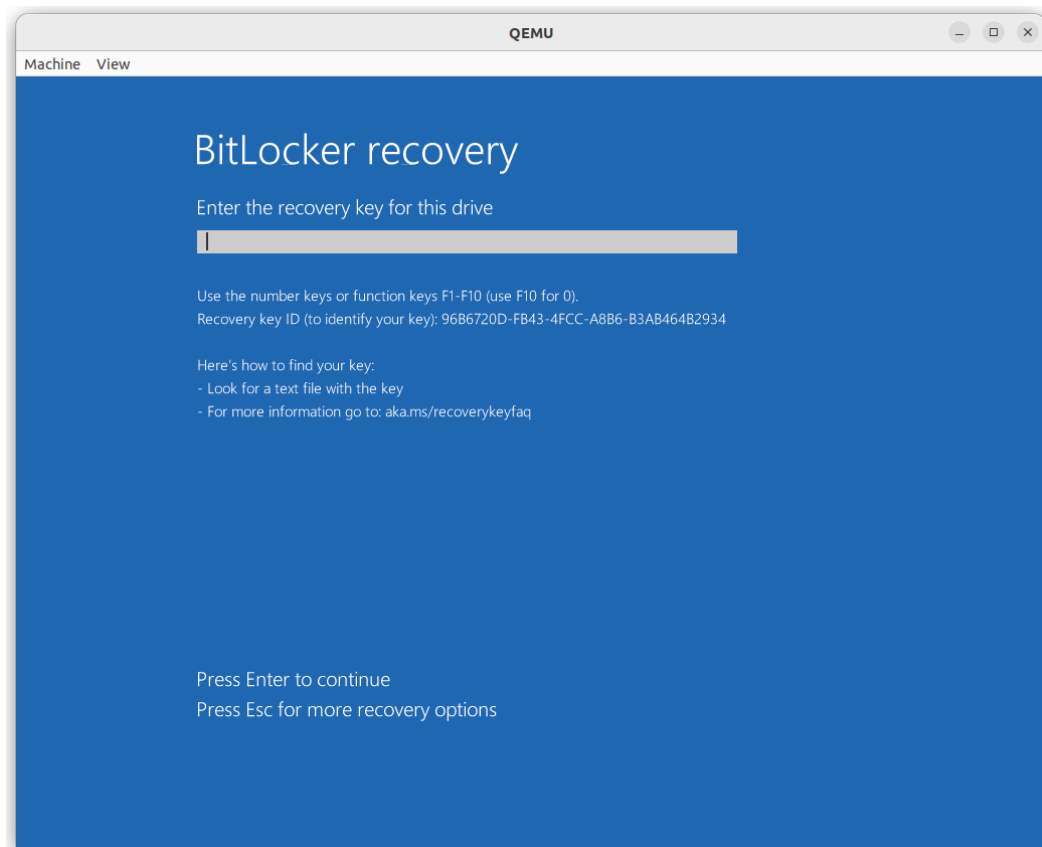 QEMU
Machine View
BitLocker recovery
Enter the recovery key for this drive
Use the number keys or function keys F1-F10 (use F10 for 0).
Recovery key ID (to identify your key): 96B6720D-FB43-4FCC-A8B6-B3AB464B2934
Here's how to find your key:
- Look for a text file with the key
- For more information go to: aka.ms/recoverykeyfaq
Press Enter to continue
Press Esc for more recovery options